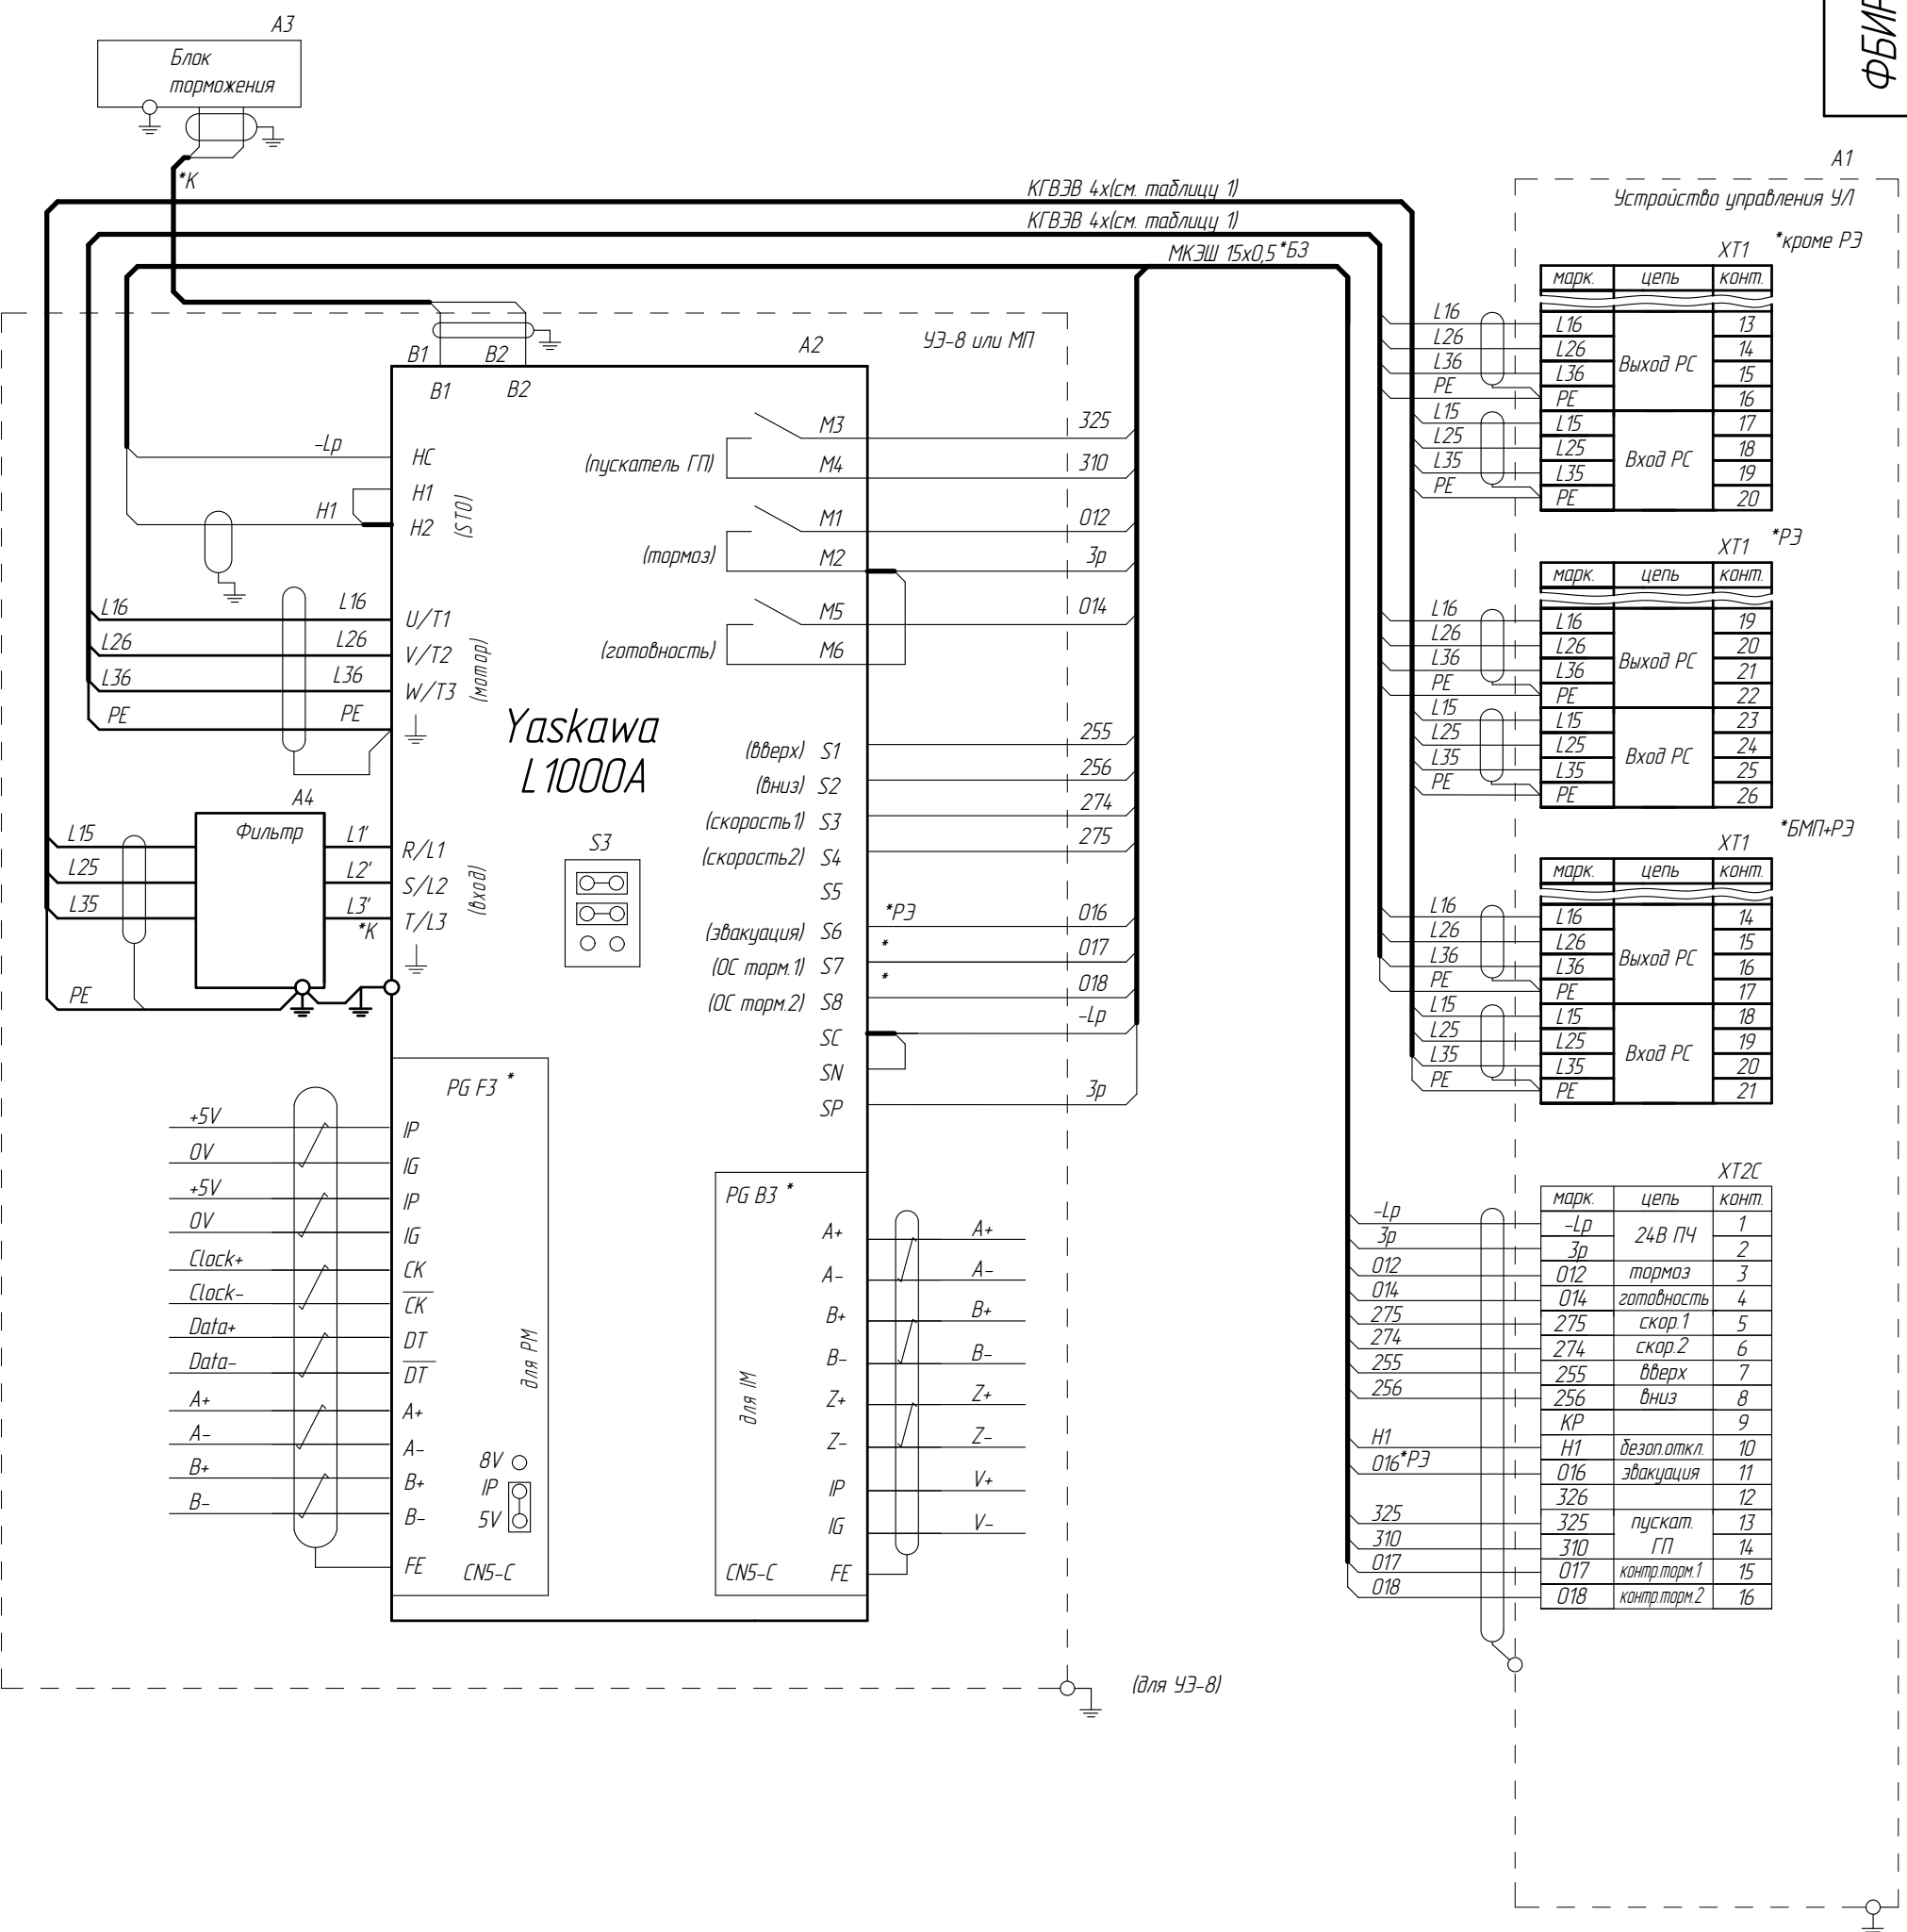 ФБИР
А3
Блок
торможения
*К
КГВЭВ 4х(см. таблицу 1)
КГВЭВ 4х(см. таблицу 1)
МКЭШ 15х0,5 *БЗ
А1
Устройство управления УЛ
УЭ-8 или МП
А2
B1 B2
B1 B2
-Lp HC
H1
H1 H2
(STO)
L16 L16 U/T1
L26 L26 V/T2
L36 L36 W/T3
PE PE
(мотор)
Yaskawa
L1000A
А4
Фильтр
L15 L1' R/L1
L25 L2' S/L2
L35 L3' T/L3
*К
(вход)
PE
S3
(пускатель ГП)
M3 325
M4 310
(тормоз)
M1 012
M2 3р
(готовность)
M5 014
M6
(вверх) S1 255
(вниз) S2 256
(скорость1) S3 274
(скорость2) S4 275
S5
(эвакуация) S6 *РЭ 016
(ОС торм.1) S7 * 017
(ОС торм.2) S8 * 018
SC -Lp
SN
SP 3р
PG F3 *
+5V IP
0V IG
+5V IP
0V IG
Clock+ CK
Clock- CK
Data+ DT
Data- DT
A+ A+
A- A-
B+ B+
B- B-
FE
для PM
8V
IP
5V
CN5-C
PG B3 *
для IM
A+ A+
A- A-
B+ B+
B- B-
Z+ Z+
Z- Z-
IP V+
IG V-
CN5-C FE
(для УЭ-8)
XT1 *кроме РЭ
марк. цепь конт.
L16 L16 Выход РС 13
L26 L26 14
L36 L36 15
PE PE 16
L15 L15 Вход РС 17
L25 L25 18
L35 L35 19
PE PE 20
XT1 *РЭ
марк. цепь конт.
L16 L16 Выход РС 19
L26 L26 20
L36 L36 21
PE PE 22
L15 L15 Вход РС 23
L25 L25 24
L35 L35 25
PE PE 26
XT1 *БМП+РЭ
марк. цепь конт.
L16 L16 Выход РС 14
L26 L26 15
L36 L36 16
PE PE 17
L15 L15 Вход РС 18
L25 L25 19
L35 L35 20
PE PE 21
XT2C
марк. цепь конт.
-Lp -Lp 24В ПЧ 1
3р 3р 2
012 012 тормоз 3
014 014 готовность 4
275 275 скор.1 5
274 274 скор.2 6
255 255 вверх 7
256 256 вниз 8
КР 9
H1 H1 безоп.откл. 10
016 *РЭ 016 эвакуация 11
326 12
325 325 пускат. 13
310 310 ГП 14
017 017 контр.торм.1 15
018 018 контр.торм.2 16